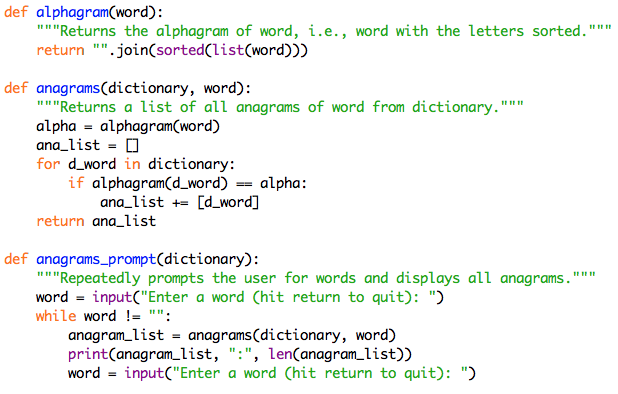 def alphagram(word):
    """Returns the alphagram of word, i.e., word with the letters sorted."""
    return "".join(sorted(list(word)))

def anagrams(dictionary, word):
    """Returns a list of all anagrams of word from dictionary."""
    alpha = alphagram(word)
    ana_list = []
    for d_word in dictionary:
        if alphagram(d_word) == alpha:
            ana_list += [d_word]
    return ana_list

def anagrams_prompt(dictionary):
    """Repeatedly prompts the user for words and displays all anagrams."""
    word = input("Enter a word (hit return to quit): ")
    while word != "":
        anagram_list = anagrams(dictionary, word)
        print(anagram_list, ":", len(anagram_list))
        word = input("Enter a word (hit return to quit): ")